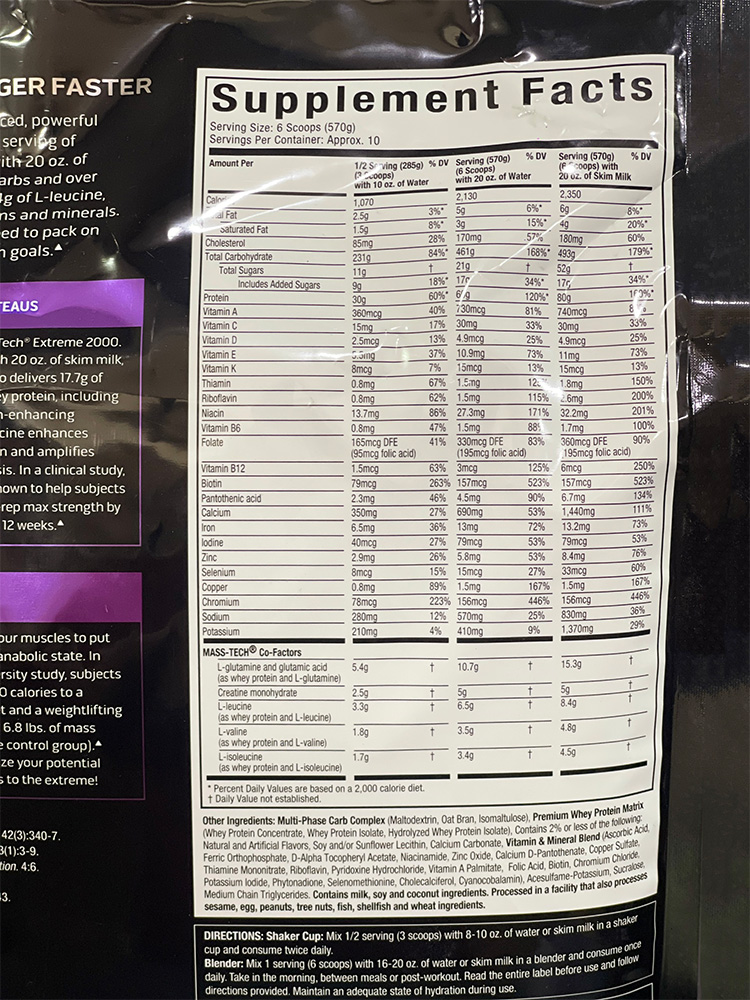 GER FASTER
ced, powerful
serving of
ith 20 oz. of
arbs and over
4g of L-leucine,
ns and minerals.
ed to pack on
n goals.▲
TEAUS
Tech® Extreme 2000.
h 20 oz. of skim milk,
o delivers 17.7g of
ey protein, including
n-enhancing
cine enhances
n and amplifies
sis. In a clinical study,
nown to help subjects
rep max strength by
12 weeks.▲
our muscles to put
anabolic state. In
rsity study, subjects
0 calories to a
t and a weightlifting
6.8 lbs. of mass
e control group).▲
ze your potential
s to the extreme!
42(3):340-7.
3(1):3-9.
tion. 4:6.
43.
Supplement Facts
Serving Size: 6 Scoops (570g)
Servings Per Container: Approx. 10
Amount Per 1/2 Serving (285g) % DV Serving (570g) % DV Serving (570g) % DV
(3 Scoops) (6 Scoops) (6 Scoops) with
with 10 oz. of Water with 20 oz. of Water 20 oz. of Skim Milk
Calo 1,070 2,130 2,350
al Fat 2.5g 3%* 5g 6%* 6g 8%*
Saturated Fat 1.5g 8%* 3g 15%* 4g 20%*
Cholesterol 85mg 28% 170mg 57% 180mg 60%
Total Carbohydrate 231g 84%* 461g 168%* 493g 179%*
Total Sugars 11g † 21g † 52g †
Includes Added Sugars 9g 18%* 17g 34%* 17g 34%*
Protein 30g 60%* 120%* 80g
Vitamin A 360mcg 40% 730mcg 81% 740mcg
Vitamin C 15mg 17% 30mg 33% 30mg 33%
Vitamin D 2.5mcg 13% 4.9mcg 25% 4.9mcg 25%
Vitamin E 37% 10.9mg 73% 11mg 73%
Vitamin K 8mcg 7% 15mcg 13% 15mcg 13%
Thiamin 0.8mg 67% 1.5mg 1.8mg 150%
Riboflavin 0.8mg 62% 1.5mg 115% 2.6mg 200%
Niacin 13.7mg 86% 27.3mg 171% 32.2mg 201%
Vitamin B6 0.8mg 47% 1.5mg 88% 1.7mg 100%
Folate 165mcg DFE 41% 330mcg DFE 83% 360mcg DFE 90%
(95mcg folic acid) (195mcg folic acid) (195mcg folic acid)
Vitamin B12 1.5mcg 63% 3mcg 125% 6mcg 250%
Biotin 79mcg 263% 157mcg 523% 157mcg 523%
Pantothenic acid 2.3mg 46% 4.5mg 90% 6.7mg 134%
Calcium 350mg 27% 690mg 53% 1,440mg 111%
Iron 6.5mg 36% 13mg 72% 13.2mg 73%
Iodine 40mcg 27% 79mcg 53% 79mcg 53%
Zinc 2.9mg 26% 5.8mg 53% 8.4mg 76%
Selenium 8mcg 15% 15mcg 27% 33mcg 60%
Copper 0.8mg 89% 1.5mg 167% 1.5mg 167%
Chromium 78mcg 223% 156mcg 446% 156mcg 446%
Sodium 280mg 12% 570mg 25% 830mg 36%
Potassium 210mg 4% 410mg 9% 1,370mg 29%
MASS-TECH® Co-Factors
L-glutamine and glutamic acid 5.4g † 10.7g † 15.3g †
(as whey protein and L-glutamine)
Creatine monohydrate 2.5g † 5g † 5g †
L-leucine 3.3g † 6.5g † 8.4g †
(as whey protein and L-leucine)
L-valine 1.8g † 3.5g † 4.8g †
(as whey protein and L-valine)
L-isoleucine 1.7g † 3.4g † 4.5g †
(as whey protein and L-isoleucine)
* Percent Daily Values are based on a 2,000 calorie diet.
† Daily Value not established.
Other Ingredients: Multi-Phase Carb Complex (Maltodextrin, Oat Bran, Isomaltulose), Premium Whey Protein Matrix
(Whey Protein Concentrate, Whey Protein Isolate, Hydrolyzed Whey Protein Isolate), Contains 2% or less of the following:
Natural and Artificial Flavors, Soy and/or Sunflower Lecithin, Calcium Carbonate, Vitamin & Mineral Blend (Ascorbic Acid,
Ferric Orthophosphate, D-Alpha Tocopheryl Acetate, Niacinamide, Zinc Oxide, Calcium D-Pantothenate, Copper Sulfate,
Thiamine Mononitrate, Riboflavin, Pyridoxine Hydrochloride, Vitamin A Palmitate, Folic Acid, Biotin, Chromium Chloride,
Potassium Iodide, Phytonadione, Selenomethionine, Cholecalciferol, Cyanocobalamin), Acesulfame-Potassium, Sucralose,
Medium Chain Triglycerides. Contains milk, soy and coconut ingredients. Processed in a facility that also processes
sesame, egg, peanuts, tree nuts, fish, shellfish and wheat ingredients.
DIRECTIONS: Shaker Cup: Mix 1/2 serving (3 scoops) with 8-10 oz. of water or skim milk in a shaker
cup and consume twice daily.
Blender: Mix 1 serving (6 scoops) with 16-20 oz. of water or skim milk in a blender and consume once
daily. Take in the morning, between meals or post-workout. Read the entire label before use and follow
directions provided. Maintain an adequate state of hydration during use.